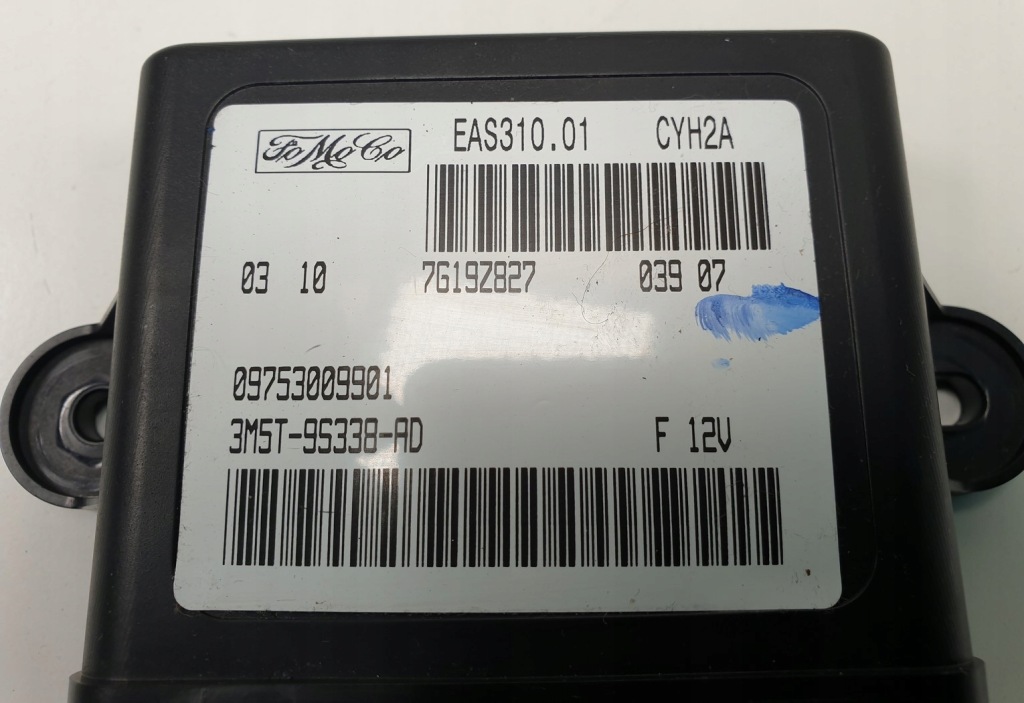 FoMoCo
EAS310.01 CYH2A
03 10 7G19Z827 039 07
09753009901
3M5T-9S338-AD F 12V